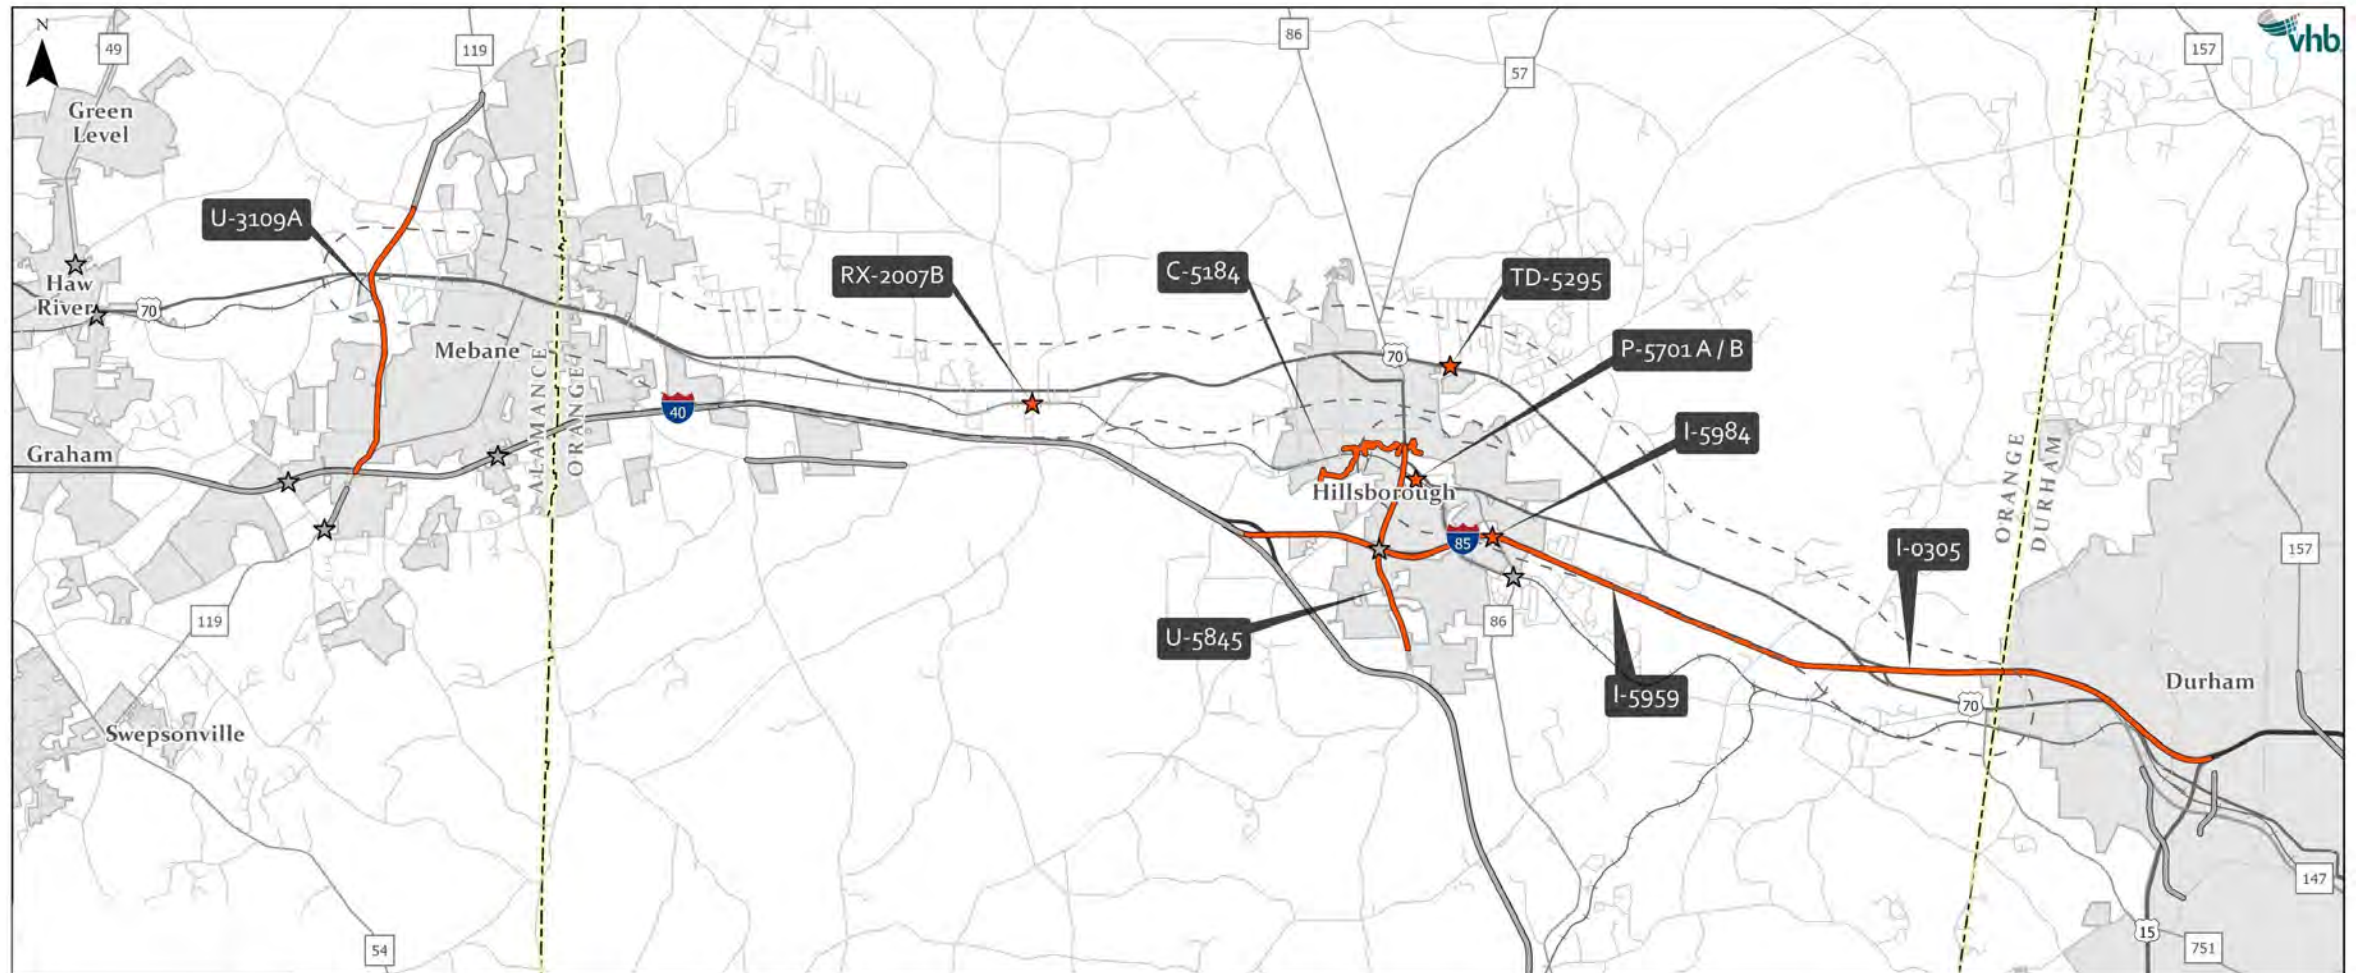 N
49
119
86
57
157
vhb
Green
Level
U-3109A
RX-2007B
C-5184
TD-5295
Haw
River
70
Mebane
70
P-5701 A / B
ALAMANCE
ORANGE
40
I-5984
Graham
ORANGE
DURHAM
Hillsborough
85
I-0305
157
119
86
U-5845
I-5959
Durham
70
Swepsonville
147
15
54
751